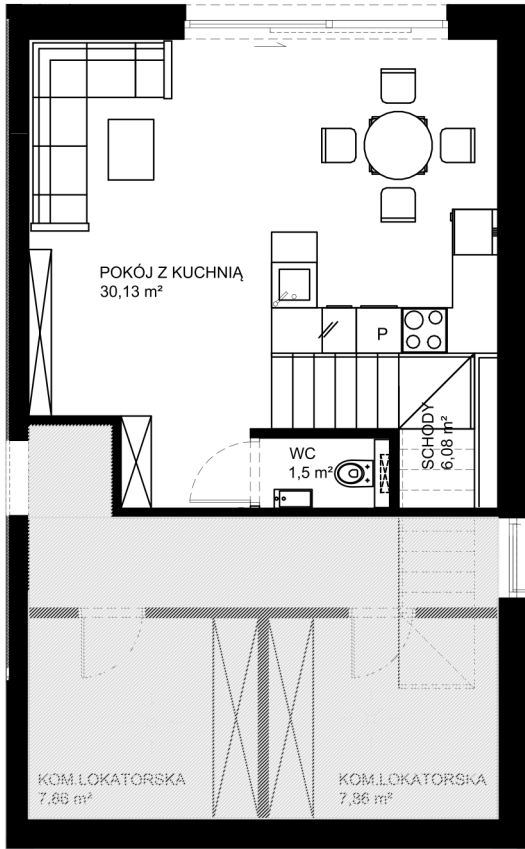 POKÓJ Z KUCHNIĄ
30,13 m²
P
SCHODY
6,08 m²
WC
1,5 m²
KOM.LOKATORSKA
7,86 m²
KOM.LOKATORSKA
7,36 m²